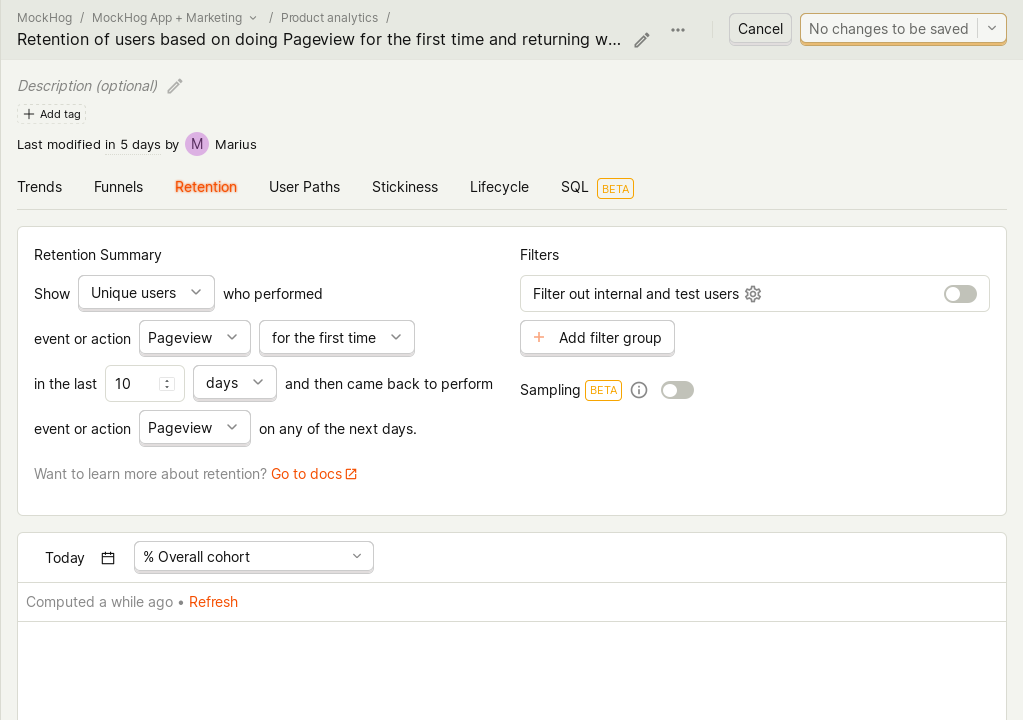 MockHog / MockHog App + Marketing / Product analytics /
Retention of users based on doing Pageview for the first time and returning w...
Cancel
No changes to be saved
Description (optional)
Add tag
Last modified in 5 days by M Marius
Trends Funnels Retention User Paths Stickiness Lifecycle SQL BETA
Retention Summary
Show Unique users who performed
event or action Pageview for the first time
in the last 10 days and then came back to perform
event or action Pageview on any of the next days.
Want to learn more about retention? Go to docs
Filters
Filter out internal and test users
+ Add filter group
Sampling BETA
Today % Overall cohort
Computed a while ago • Refresh